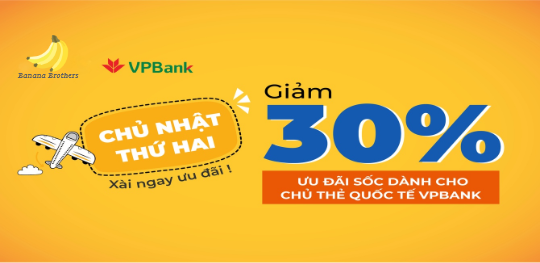 Banana Brothers
VPBank
CHỦ NHẬT
THỨ HAI
Xài ngay ưu đãi !
Giảm
30%
ƯU ĐÃI SỐC DÀNH CHO
CHỦ THẺ QUỐC TẾ VPBANK